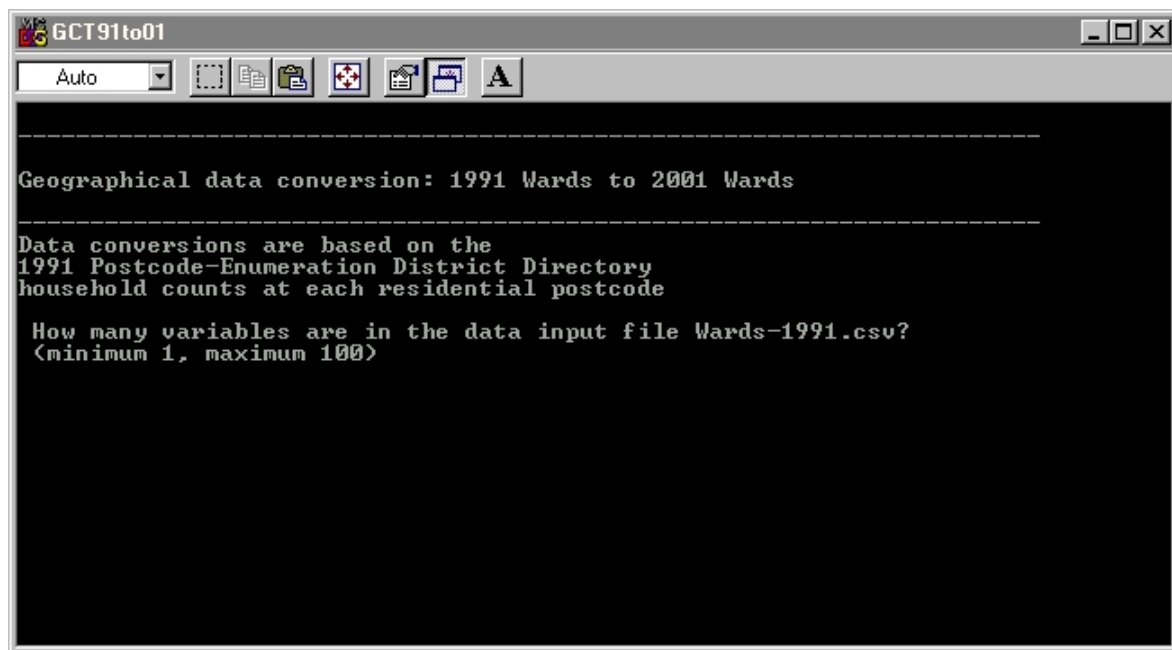 GCT91to01
Auto
A
Geographical data conversion: 1991 Wards to 2001 Wards
Data conversions are based on the
1991 Postcode-Enumeration District Directory
household counts at each residential postcode
How many variables are in the data input file Wards-1991.csv?
(minimum 1, maximum 100)